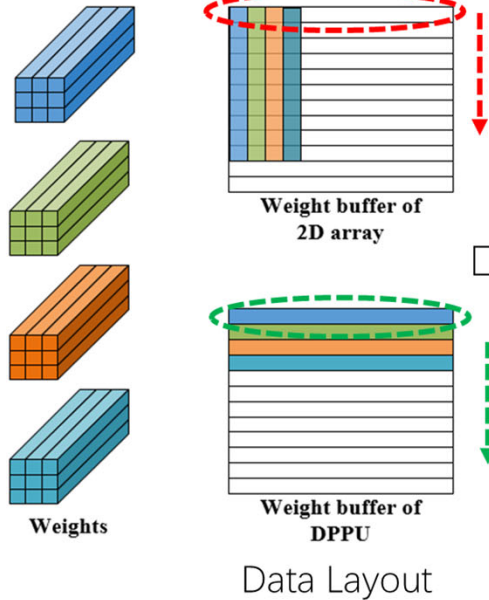 Weight buffer of
2D array
Weight buffer of
DPPU
Weights
Data Layout